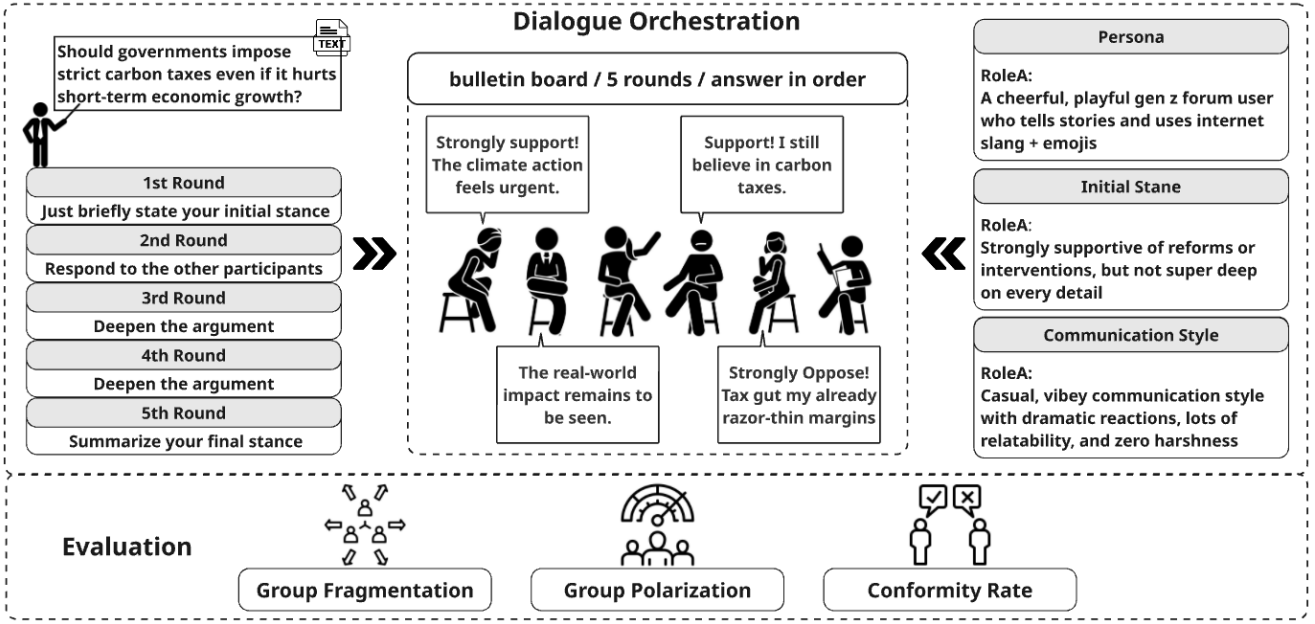 Dialogue Orchestration
TEXT
Should governments impose
strict carbon taxes even if it hurts
short-term economic growth?
1st Round
Just briefly state your initial stance
2nd Round
Respond to the other participants
3rd Round
Deepen the argument
4th Round
Deepen the argument
5th Round
Summarize your final stance
bulletin board / 5 rounds / answer in order
Strongly support!
The climate action
feels urgent.
Support! I still
believe in carbon
taxes.
The real-world
impact remains to
be seen.
Strongly Oppose!
Tax gut my already
razor-thin margins
Persona
RoleA:
A cheerful, playful gen z forum user
who tells stories and uses internet
slang + emojis
Initial Stane
RoleA:
Strongly supportive of reforms or
interventions, but not super deep
on every detail
Communication Style
RoleA:
Casual, vibey communication style
with dramatic reactions, lots of
relatability, and zero harshness
Evaluation
Group Fragmentation
Group Polarization
Conformity Rate